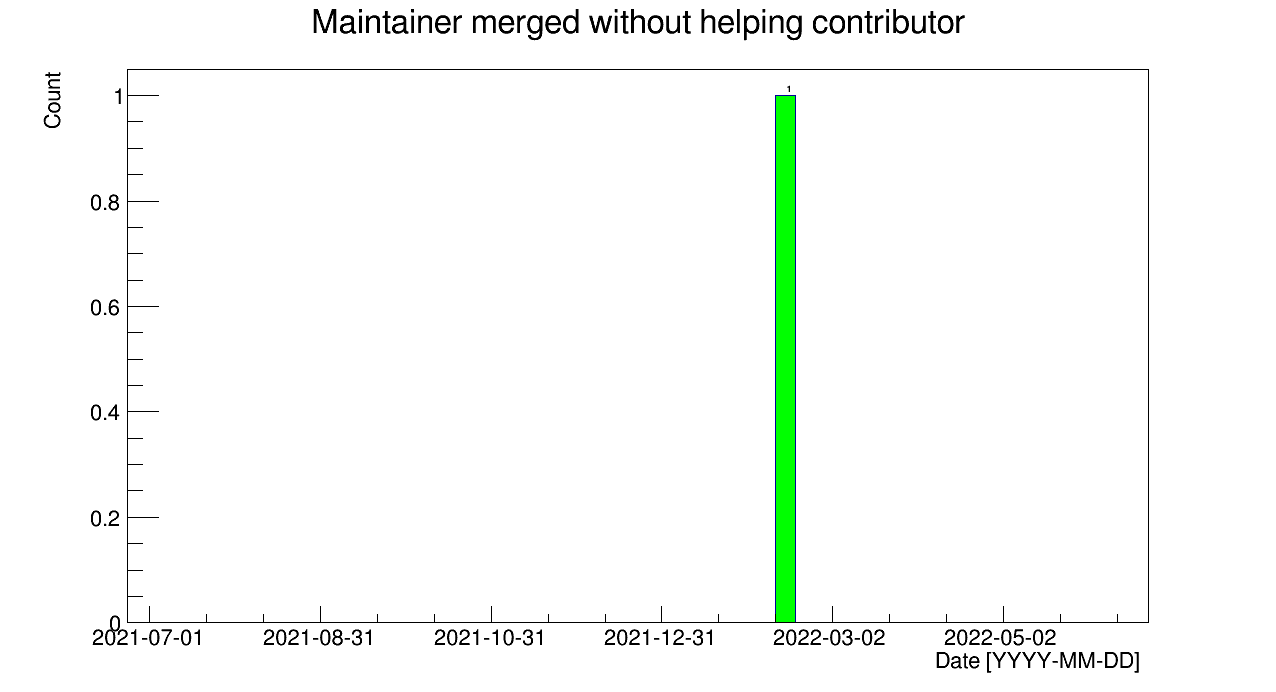 Maintainer merged without helping contributor
Count
1
1
0.8
0.6
0.4
0.2
0
2021-07-01 2021-08-31 2021-10-31 2021-12-31 2022-03-02 2022-05-02
Date [YYYY-MM-DD]